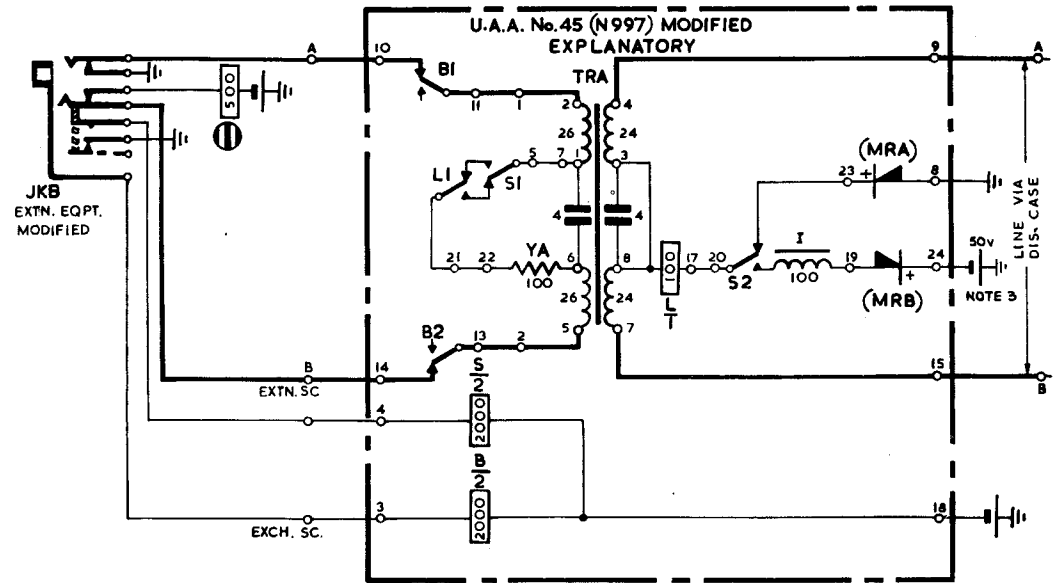 U.A.A. No.45 (N997) MODIFIED
EXPLANATORY
A
10
B1
11
1
TRA
2
4
9
A
500
26
24
L1
S1
5
7
1
3
(MRA)
23
+
8
JKB
EXTN. EQPT.
MODIFIED
4
4
LINE VIA
DIS. CASE
21
22
YA
100
6
8
100
17
20
S2
I
100
19
24
50V
L
1
(MRB)
+
NOTE 3
26
24
B2
13
2
5
7
B
EXTN. SC
14
15
B
S
2
2000
4
B
2
2000
EXCH. SC.
3
18